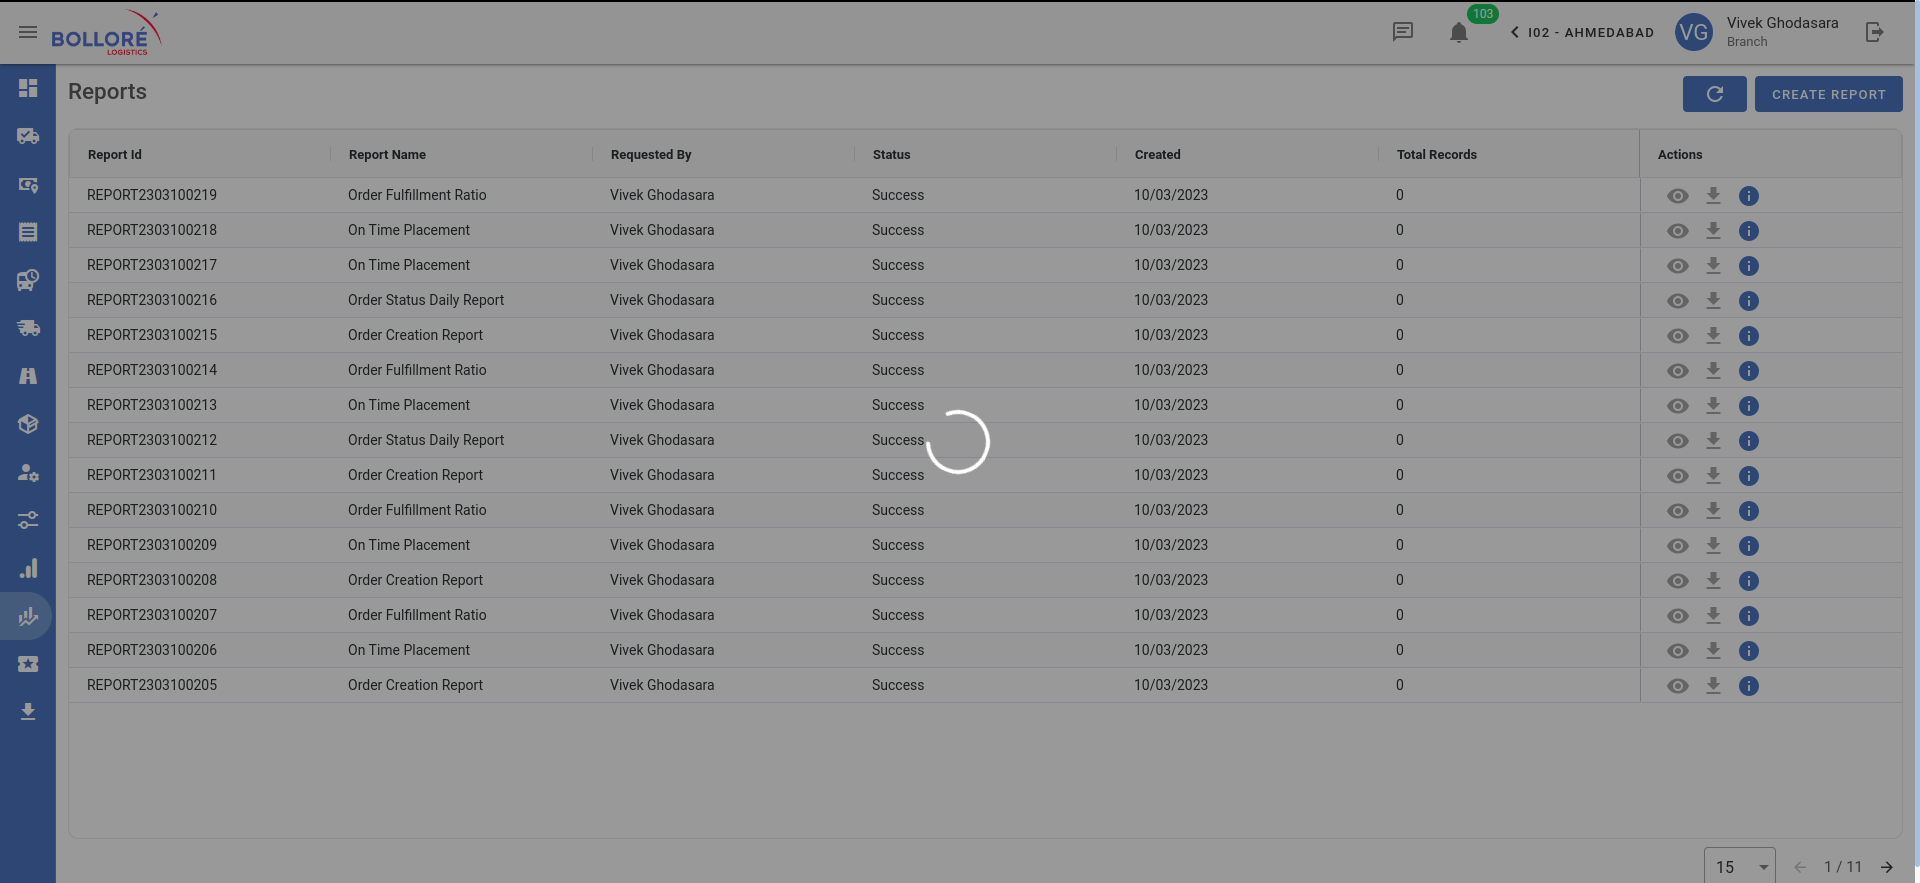 BOLLORÉ
LOGISTICS
103
I02 - AHMEDABAD
VG
Vivek Ghodasara
Branch
Reports
CREATE REPORT
Report Id Report Name Requested By Status Created Total Records Actions
REPORT2303100219 Order Fulfillment Ratio Vivek Ghodasara Success 10/03/2023 0
REPORT2303100218 On Time Placement Vivek Ghodasara Success 10/03/2023 0
REPORT2303100217 On Time Placement Vivek Ghodasara Success 10/03/2023 0
REPORT2303100216 Order Status Daily Report Vivek Ghodasara Success 10/03/2023 0
REPORT2303100215 Order Creation Report Vivek Ghodasara Success 10/03/2023 0
REPORT2303100214 Order Fulfillment Ratio Vivek Ghodasara Success 10/03/2023 0
REPORT2303100213 On Time Placement Vivek Ghodasara Success 10/03/2023 0
REPORT2303100212 Order Status Daily Report Vivek Ghodasara Success 10/03/2023 0
REPORT2303100211 Order Creation Report Vivek Ghodasara Success 10/03/2023 0
REPORT2303100210 Order Fulfillment Ratio Vivek Ghodasara Success 10/03/2023 0
REPORT2303100209 On Time Placement Vivek Ghodasara Success 10/03/2023 0
REPORT2303100208 Order Creation Report Vivek Ghodasara Success 10/03/2023 0
REPORT2303100207 Order Fulfillment Ratio Vivek Ghodasara Success 10/03/2023 0
REPORT2303100206 On Time Placement Vivek Ghodasara Success 10/03/2023 0
REPORT2303100205 Order Creation Report Vivek Ghodasara Success 10/03/2023 0
15 1 / 11